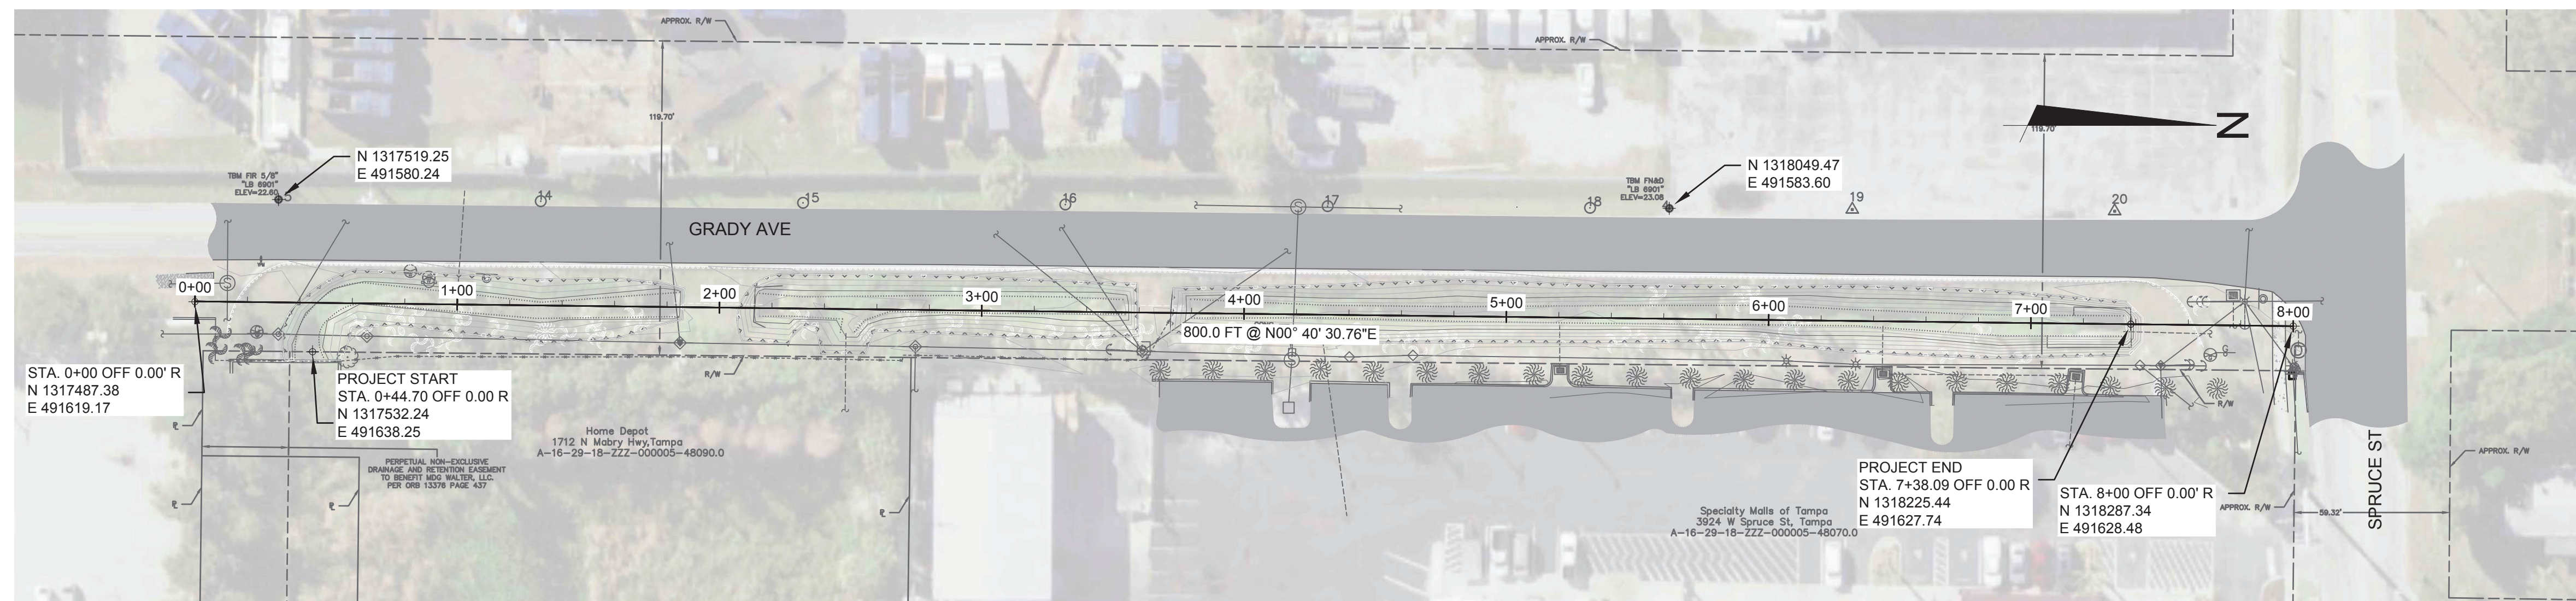 APPROX. R/W
APPROX. R/W
119.70'
119.70'
N
N 1317519.25
E 491580.24
TBM FIR 5/8"
"LB 6901"
ELEV=22.60
5
14
15
16
17
18
19
20
TBM FN&D
"LB 6901"
ELEV=23.08
N 1318049.47
E 491583.60
GRADY AVE
S
S
0+00
1+00
2+00
3+00
4+00
5+00
6+00
7+00
8+00
800.0 FT @ N00° 40' 30.76"E
S
D
STA. 0+00 OFF 0.00' R
N 1317487.38
E 491619.17
PROJECT START
STA. 0+44.70 OFF 0.00 R
N 1317532.24
E 491638.25
R/W
R/W
Home Depot
1712 N Mabry Hwy,Tampa
A-16-29-18-ZZZ-000005-48090.0
PERPETUAL NON-EXCLUSIVE
DRAINAGE AND RETENTION EASEMENT
TO BENEFIT MDG WALTER, LLC.
PER ORB 13376 PAGE 437
Specialty Malls of Tampa
3924 W Spruce St, Tampa
A-16-29-18-ZZZ-000005-48070.0
PROJECT END
STA. 7+38.09 OFF 0.00 R
N 1318225.44
E 491627.74
STA. 8+00 OFF 0.00' R
N 1318287.34
E 491628.48
APPROX. R/W
59.32'
SPRUCE ST
APPROX. R/W